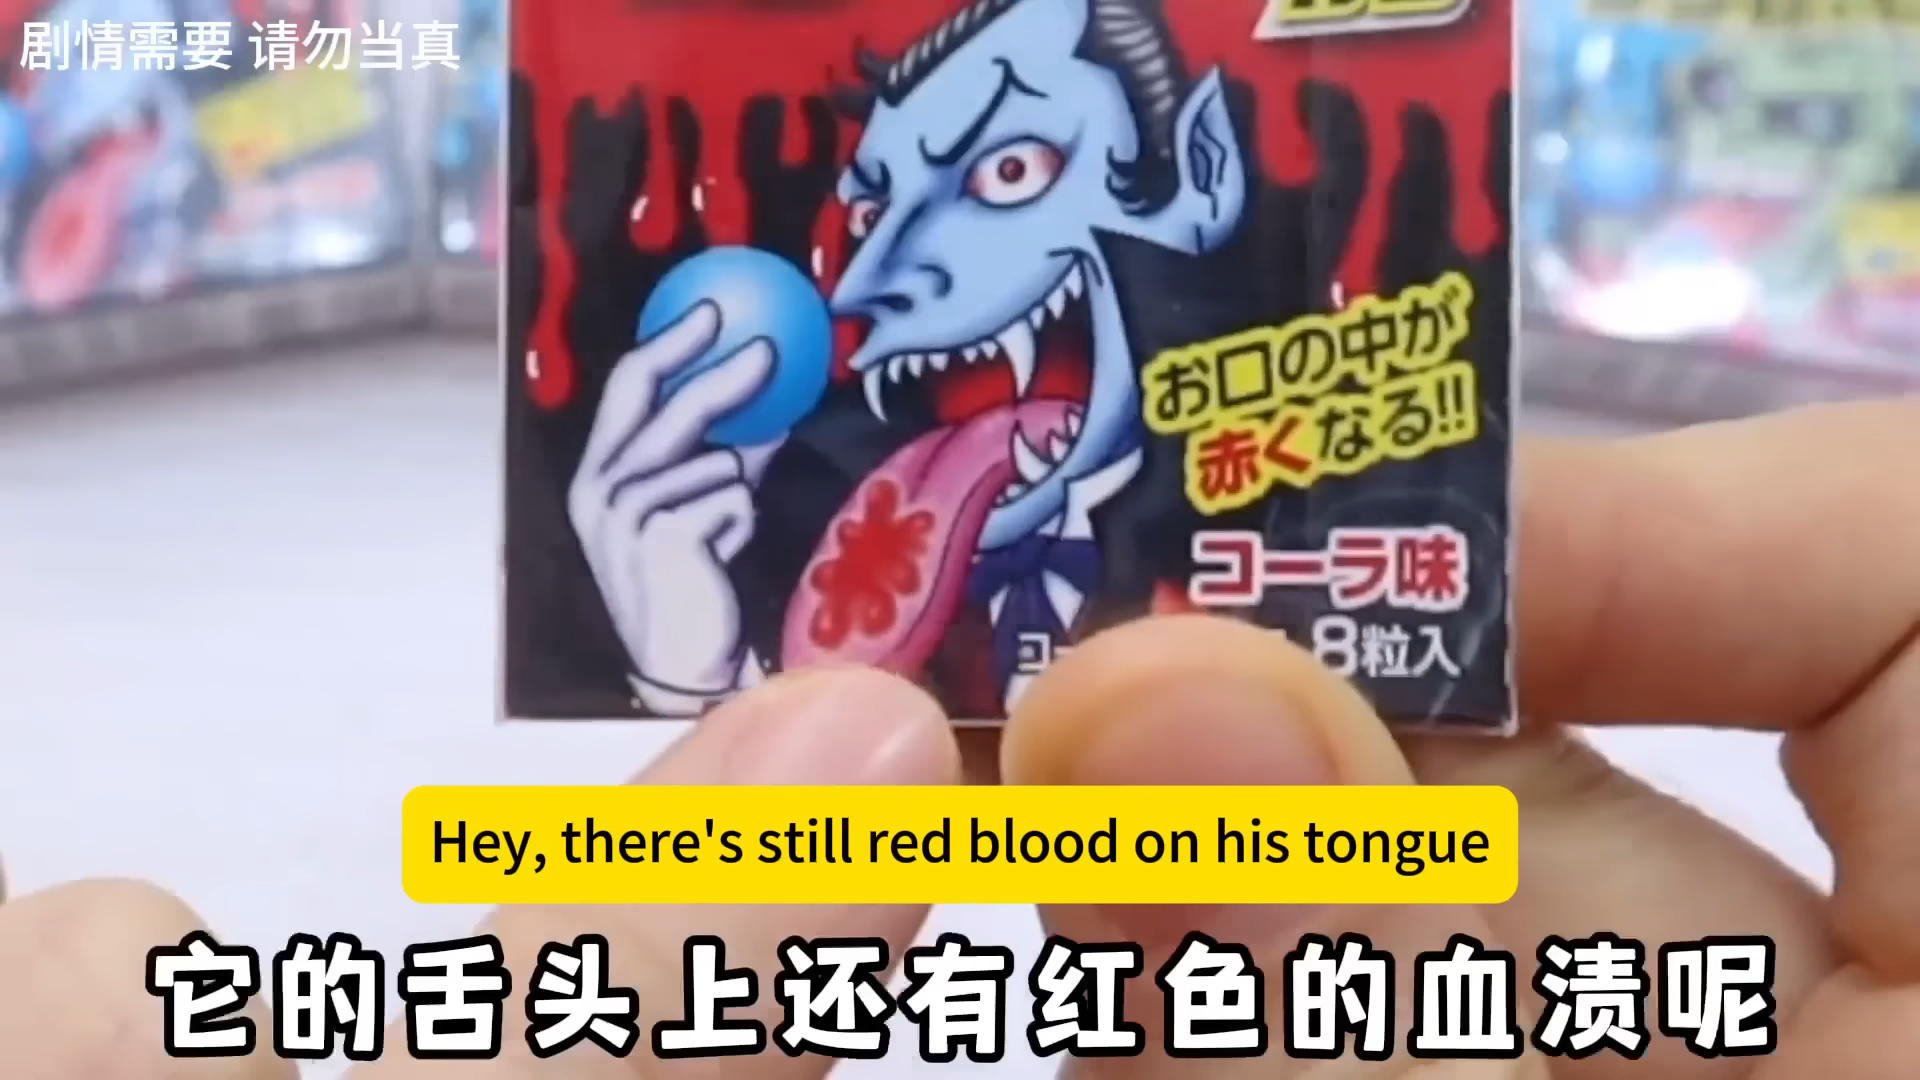 剧情需要 请勿当真
お口の中が
赤くなる!!
コーラ味
8粒入
Hey, there's still red blood on his tongue
它的舌头上还有红色的血渍呢